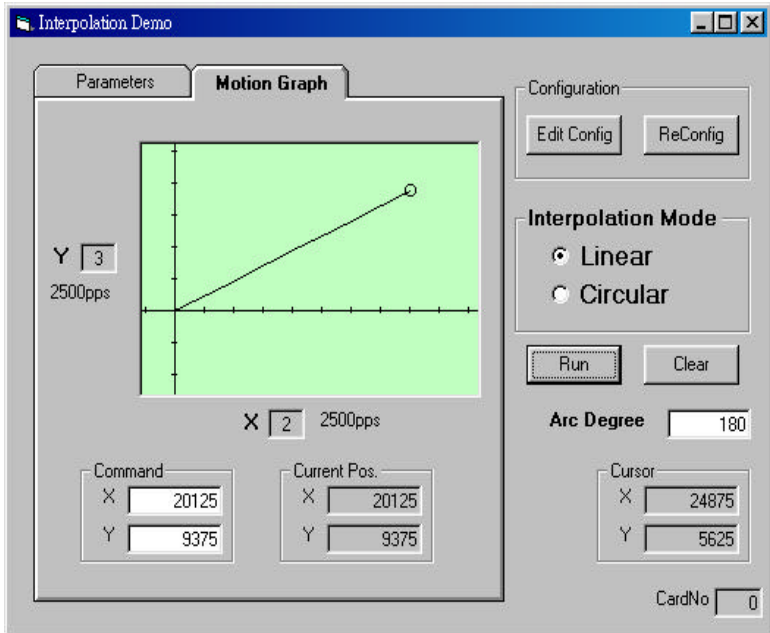 Interpolation Demo
Parameters
Motion Graph
Y 3
2500pps
X 2 2500pps
Command
X 20125
Y 9375
Current Pos.
X 20125
Y 9375
Configuration
Edit Config
ReConfig
Interpolation Mode
Linear
Circular
Run
Clear
Arc Degree 180
Cursor
X 24875
Y 5625
CardNo 0